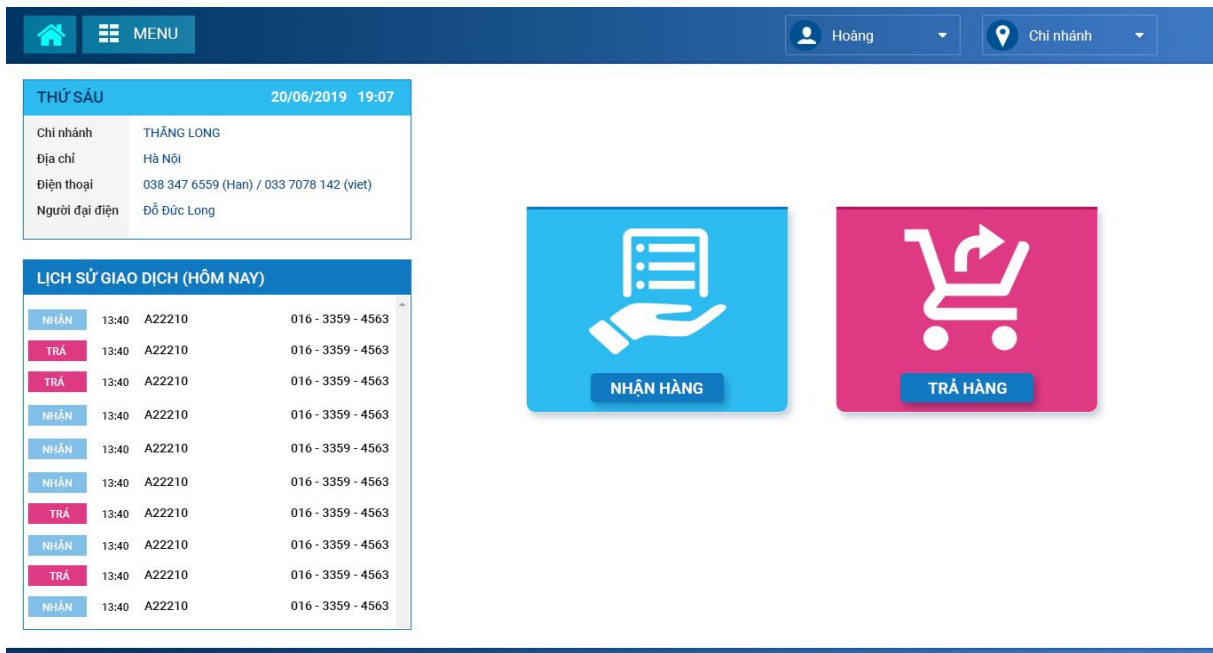 MENU Hoàng Chi nhánh
THỨ SÁU 20/06/2019 19:07
Chi nhánh THĂNG LONG
Địa chỉ Hà Nội
Điện thoại 038 347 6559 (Han) / 033 7078 142 (viet)
Người đại điện Đỗ Đức Long
LỊCH SỬ GIAO DỊCH (HÔM NAY)
NHẬN 13:40 A22210 016 - 3359 - 4563
TRÁ 13:40 A22210 016 - 3359 - 4563
TRÁ 13:40 A22210 016 - 3359 - 4563
NHẬN 13:40 A22210 016 - 3359 - 4563
NHẬN 13:40 A22210 016 - 3359 - 4563
NHẬN 13:40 A22210 016 - 3359 - 4563
TRÁ 13:40 A22210 016 - 3359 - 4563
NHẬN 13:40 A22210 016 - 3359 - 4563
TRÁ 13:40 A22210 016 - 3359 - 4563
NHẬN 13:40 A22210 016 - 3359 - 4563
NHẬN HÀNG
TRẢ HÀNG